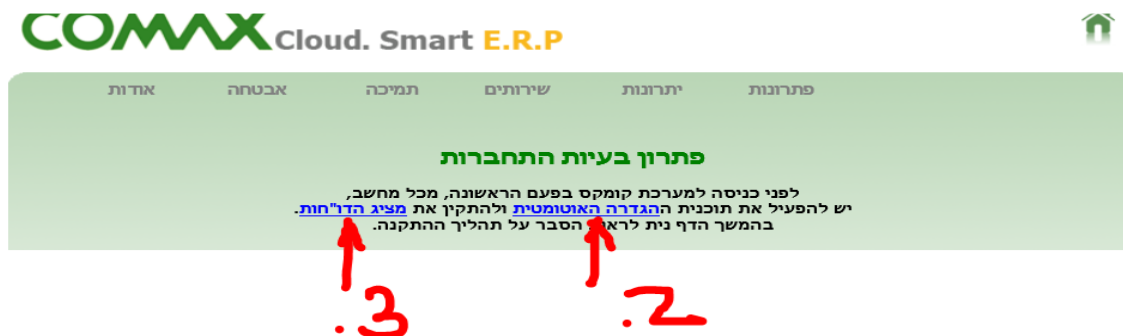 COMAX Cloud. Smart E.R.P
פתרונות יתרונות שירותים תמיכה אבטחה אודות
פתרון בעיות התחברות
לפני כניסה למערכת קומקס בפעם הראשונה, מכל מחשב,
יש להפעיל את תוכנית ההגדרה האוטומטית ולהתקין את מציג הדו"חות.
בהמשך הדף נית לראות הסבר על תהליך ההתקנה.
.2
.3